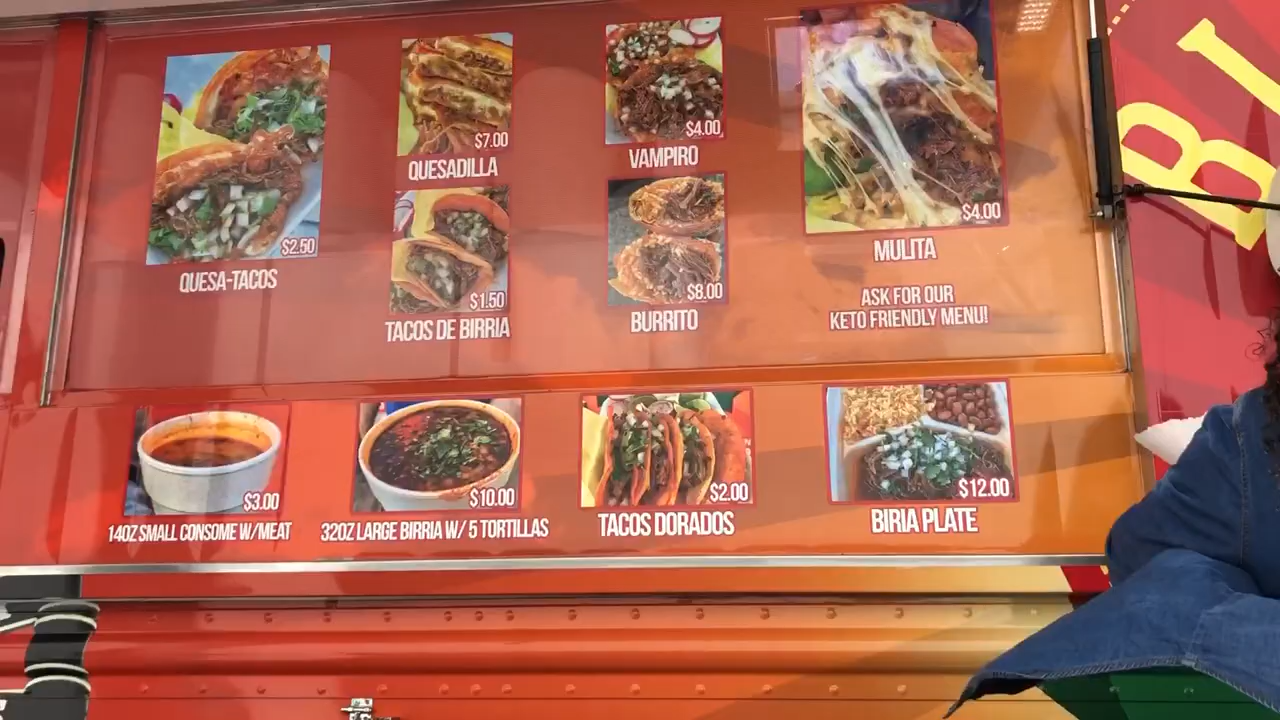 $2.50
QUESA-TACOS
$7.00
QUESADILLA
$1.50
TACOS DE BIRRIA
$4.00
VAMPIRO
$8.00
BURRITO
$4.00
MULITA
ASK FOR OUR
KETO FRIENDLY MENU!
$3.00
14OZ SMALL CONSOME W/MEAT
$10.00
32OZ LARGE BIRRIA W/ 5 TORTILLAS
$2.00
TACOS DORADOS
$12.00
BIRIA PLATE
BI